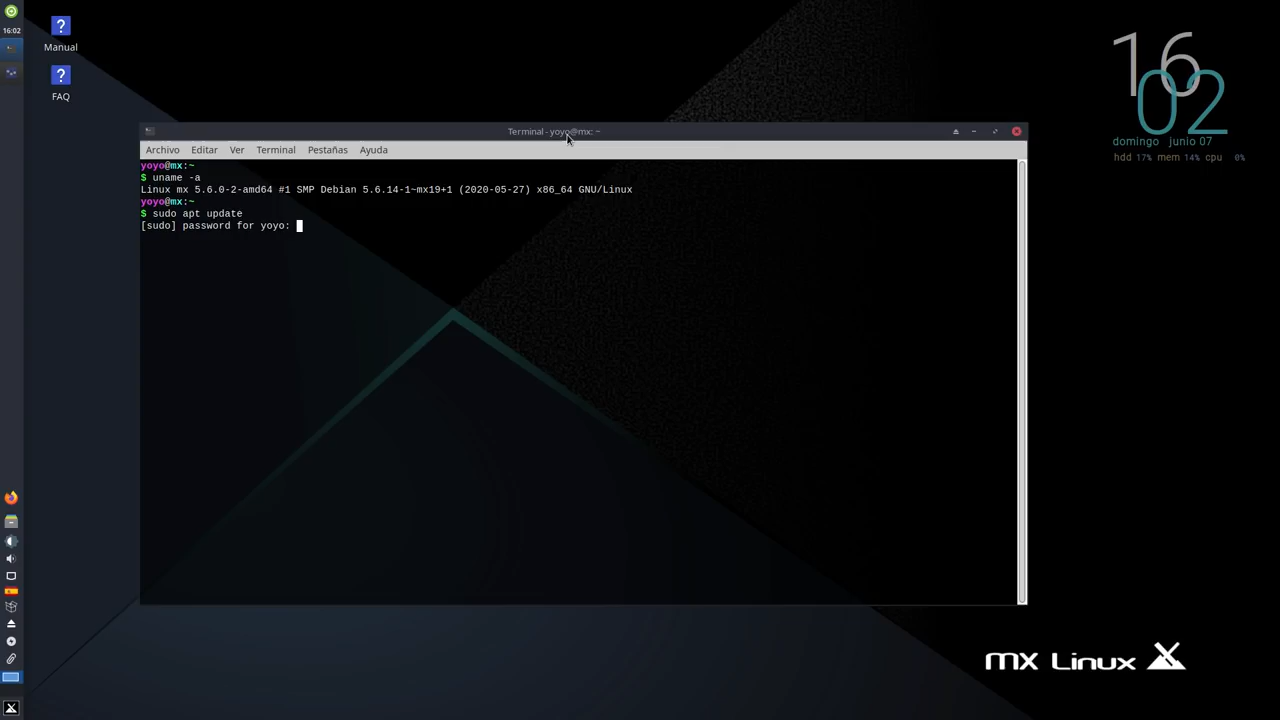 16:02
Manual
FAQ
16
02
domingo junio 07
hdd 17% mem 14% cpu 0%
Terminal - yoyo@mx: ~
Archivo Editar Ver Terminal Pestañas Ayuda
yoyo@mx:~
$ uname -a
Linux mx 5.6.0-2-amd64 #1 SMP Debian 5.6.14-1~mx19+1 (2020-05-27) x86_64 GNU/Linux
yoyo@mx:~
$ sudo apt update
[sudo] password for yoyo:
MX Linux